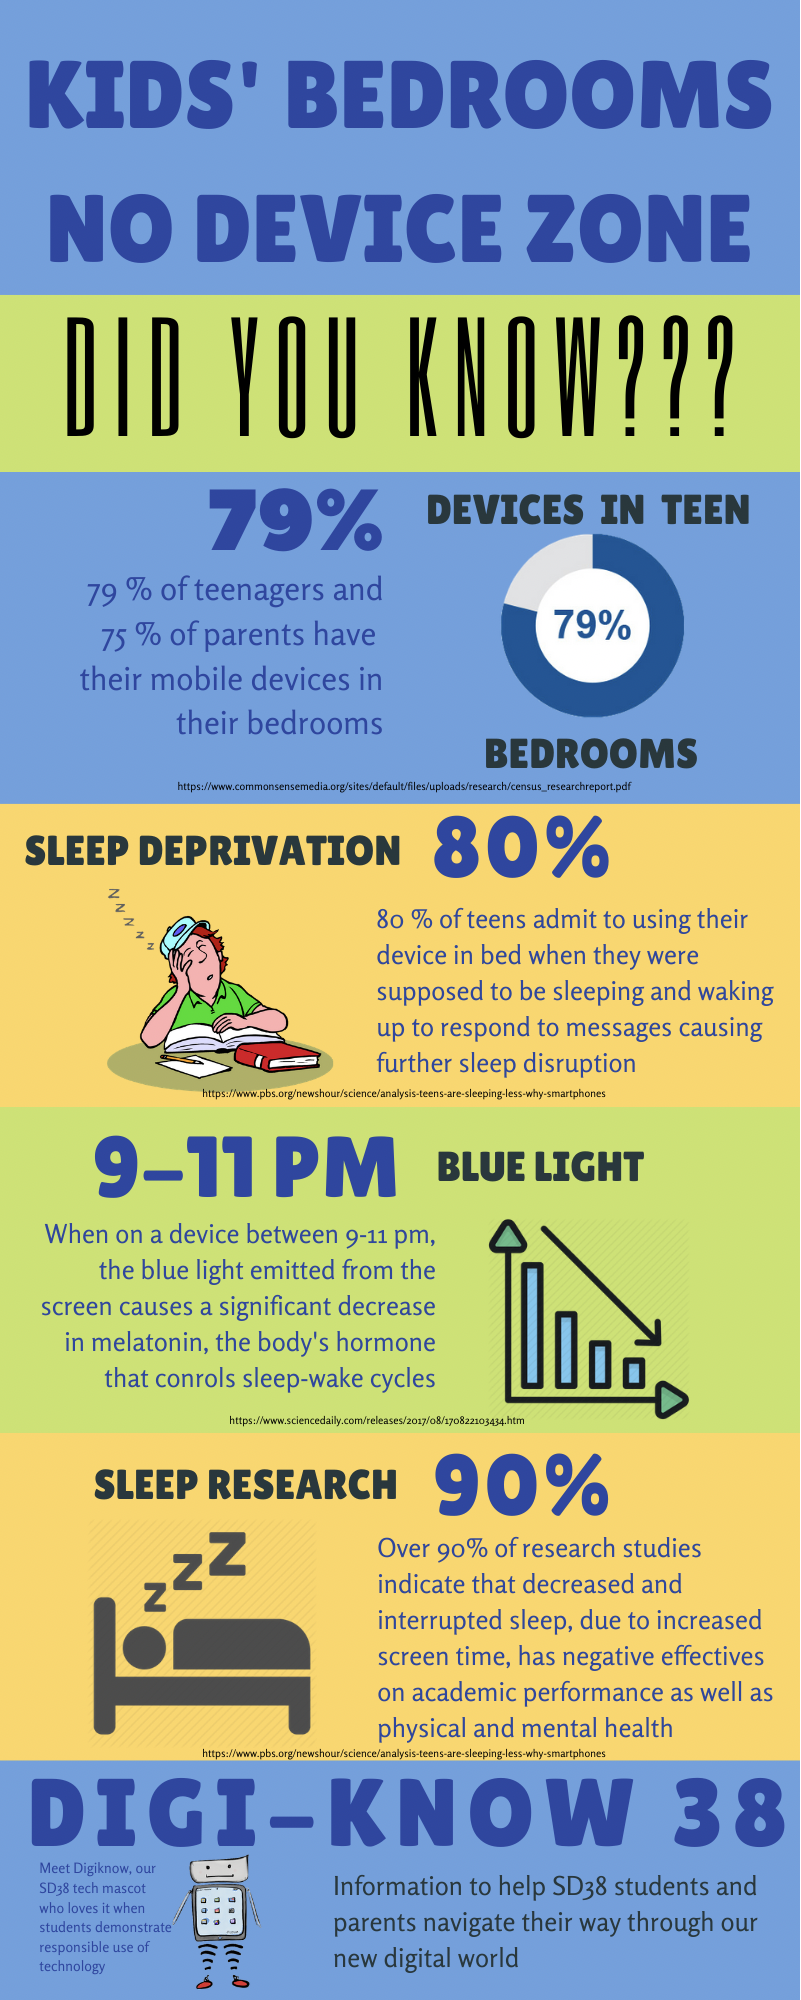 KIDS' BEDROOMS
NO DEVICE ZONE
DID YOU KNOW???
79%
79 % of teenagers and
75 % of parents have
their mobile devices in
their bedrooms
DEVICES IN TEEN
79%
BEDROOMS
https://www.commonsensemedia.org/sites/default/files/uploads/research/census_researchreport.pdf
SLEEP DEPRIVATION
80%
z
z
z
z
z
80 % of teens admit to using their
device in bed when they were
supposed to be sleeping and waking
up to respond to messages causing
further sleep disruption
https://www.pbs.org/newshour/science/analysis-teens-are-sleeping-less-why-smartphones
9-11 PM
BLUE LIGHT
When on a device between 9-11 pm,
the blue light emitted from the
screen causes a significant decrease
in melatonin, the body's hormone
that conrols sleep-wake cycles
https://www.sciencedaily.com/releases/2017/08/170822103434.htm
SLEEP RESEARCH
90%
z
z
z
Over 90% of research studies
indicate that decreased and
interrupted sleep, due to increased
screen time, has negative effectives
on academic performance as well as
physical and mental health
https://www.pbs.org/newshour/science/analysis-teens-are-sleeping-less-why-smartphones
DIGI-KNOW 38
Meet Digiknow, our
SD38 tech mascot
who loves it when
students demonstrate
responsible use of
technology
Information to help SD38 students and
parents navigate their way through our
new digital world